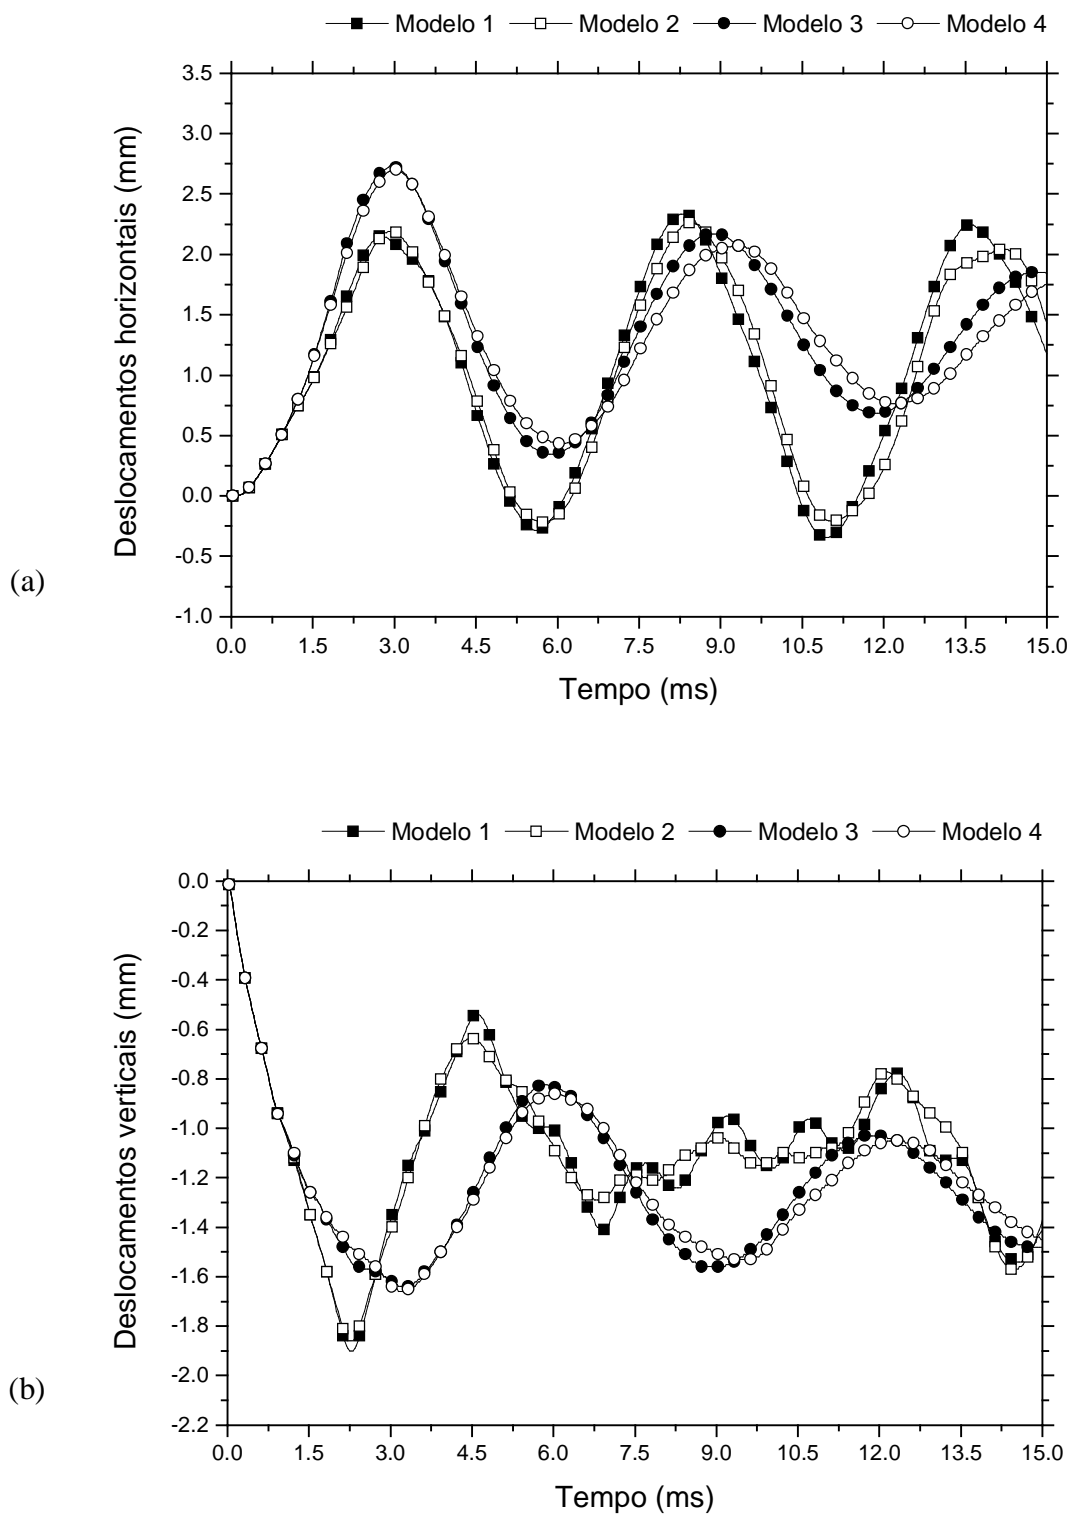 Modelo 1 Modelo 2 Modelo 3 Modelo 4
3.5
3.0
2.5
2.0
1.5
1.0
0.5
0.0
-0.5
-1.0
Deslocamentos horizontais (mm)
(a)
0.0 1.5 3.0 4.5 6.0 7.5 9.0 10.5 12.0 13.5 15.0
Tempo (ms)
Modelo 1 Modelo 2 Modelo 3 Modelo 4
0.0
-0.2
-0.4
-0.6
-0.8
-1.0
-1.2
-1.4
-1.6
-1.8
-2.0
-2.2
Deslocamentos verticais (mm)
(b)
0.0 1.5 3.0 4.5 6.0 7.5 9.0 10.5 12.0 13.5 15.0
Tempo (ms)